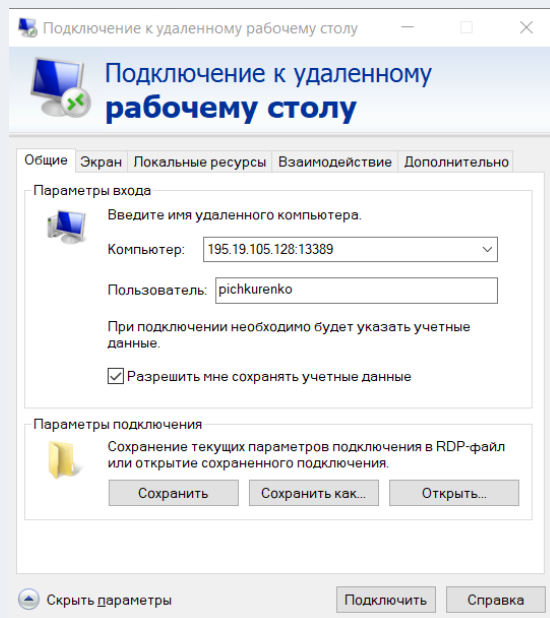 Подключение к удаленному рабочему столу
Подключение к удаленному
рабочему столу
Общие Экран Локальные ресурсы Взаимодействие Дополнительно
Параметры входа
Введите имя удаленного компьютера.
Компьютер: 195.19.105.128:13389
Пользователь: pichkurenko
При подключении необходимо будет указать учетные
данные.
Разрешить мне сохранять учетные данные
Параметры подключения
Сохранение текущих параметров подключения в RDP-файл
или открытие сохраненного подключения.
Сохранить Сохранить как... Открыть...
Скрыть параметры Подключить Справка